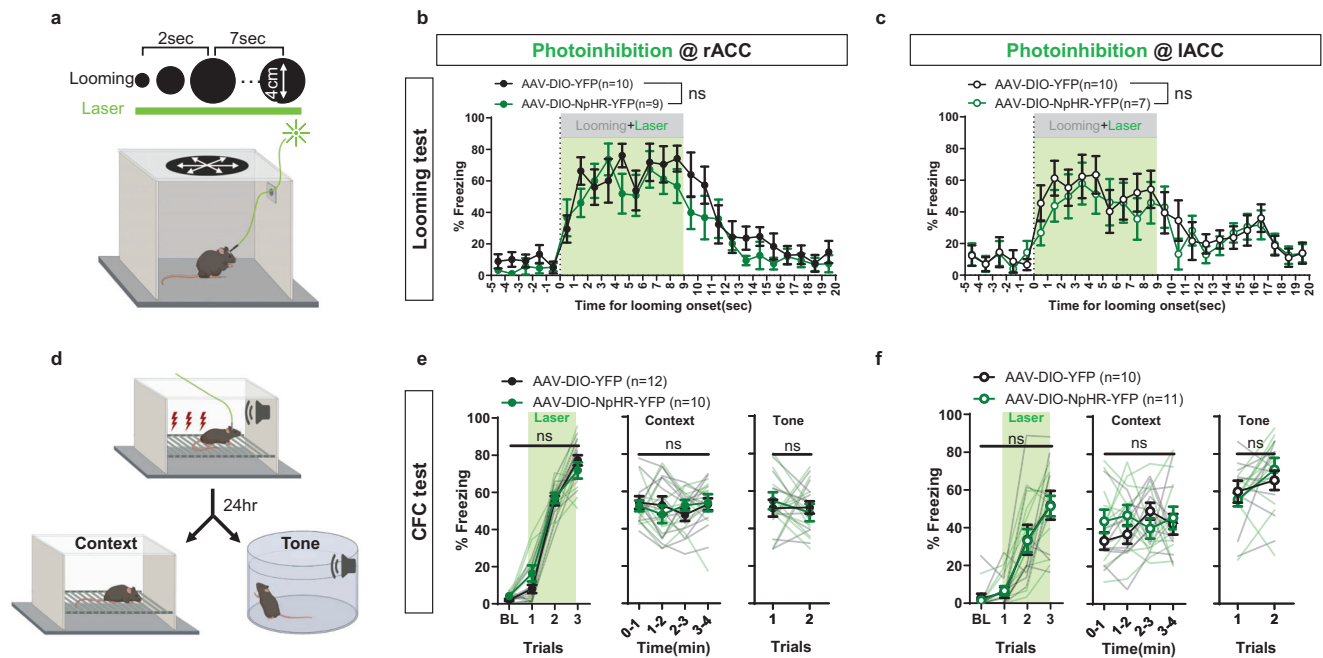 a
2sec
7sec
Looming
...
4cm
Laser
b
Photoinhibition @ rACC
Looming test
AAV-DIO-YFP(n=10)
AAV-DIO-NpHR-YFP(n=9)
ns
Looming+Laser
% Freezing
100
80
60
40
20
0
-5 -4 -3 -2 -1 0 1 2 3 4 5 6 7 8 9 10 11 12 13 14 15 16 17 18 19 20
Time for looming onset(sec)
c
Photoinhibition @ lACC
AAV-DIO-YFP(n=10)
AAV-DIO-NpHR-YFP(n=7)
ns
Looming+Laser
% Freezing
100
80
60
40
20
0
-5 -4 -3 -2 -1 0 1 2 3 4 5 6 7 8 9 10 11 12 13 14 15 16 17 18 19 20
Time for looming onset(sec)
d
24hr
Context
Tone
e
CFC test
AAV-DIO-YFP (n=12)
AAV-DIO-NpHR-YFP (n=10)
Laser
ns
% Freezing
100
80
60
40
20
0
BL 1 2 3
Trials
Context
ns
0-1 1-2 2-3 3-4
Time(min)
Tone
ns
1 2
Trials
f
AAV-DIO-YFP (n=10)
AAV-DIO-NpHR-YFP (n=11)
Laser
ns
% Freezing
100
80
60
40
20
0
BL 1 2 3
Trials
Context
ns
0-1 1-2 2-3 3-4
Time(min)
Tone
ns
1 2
Trials